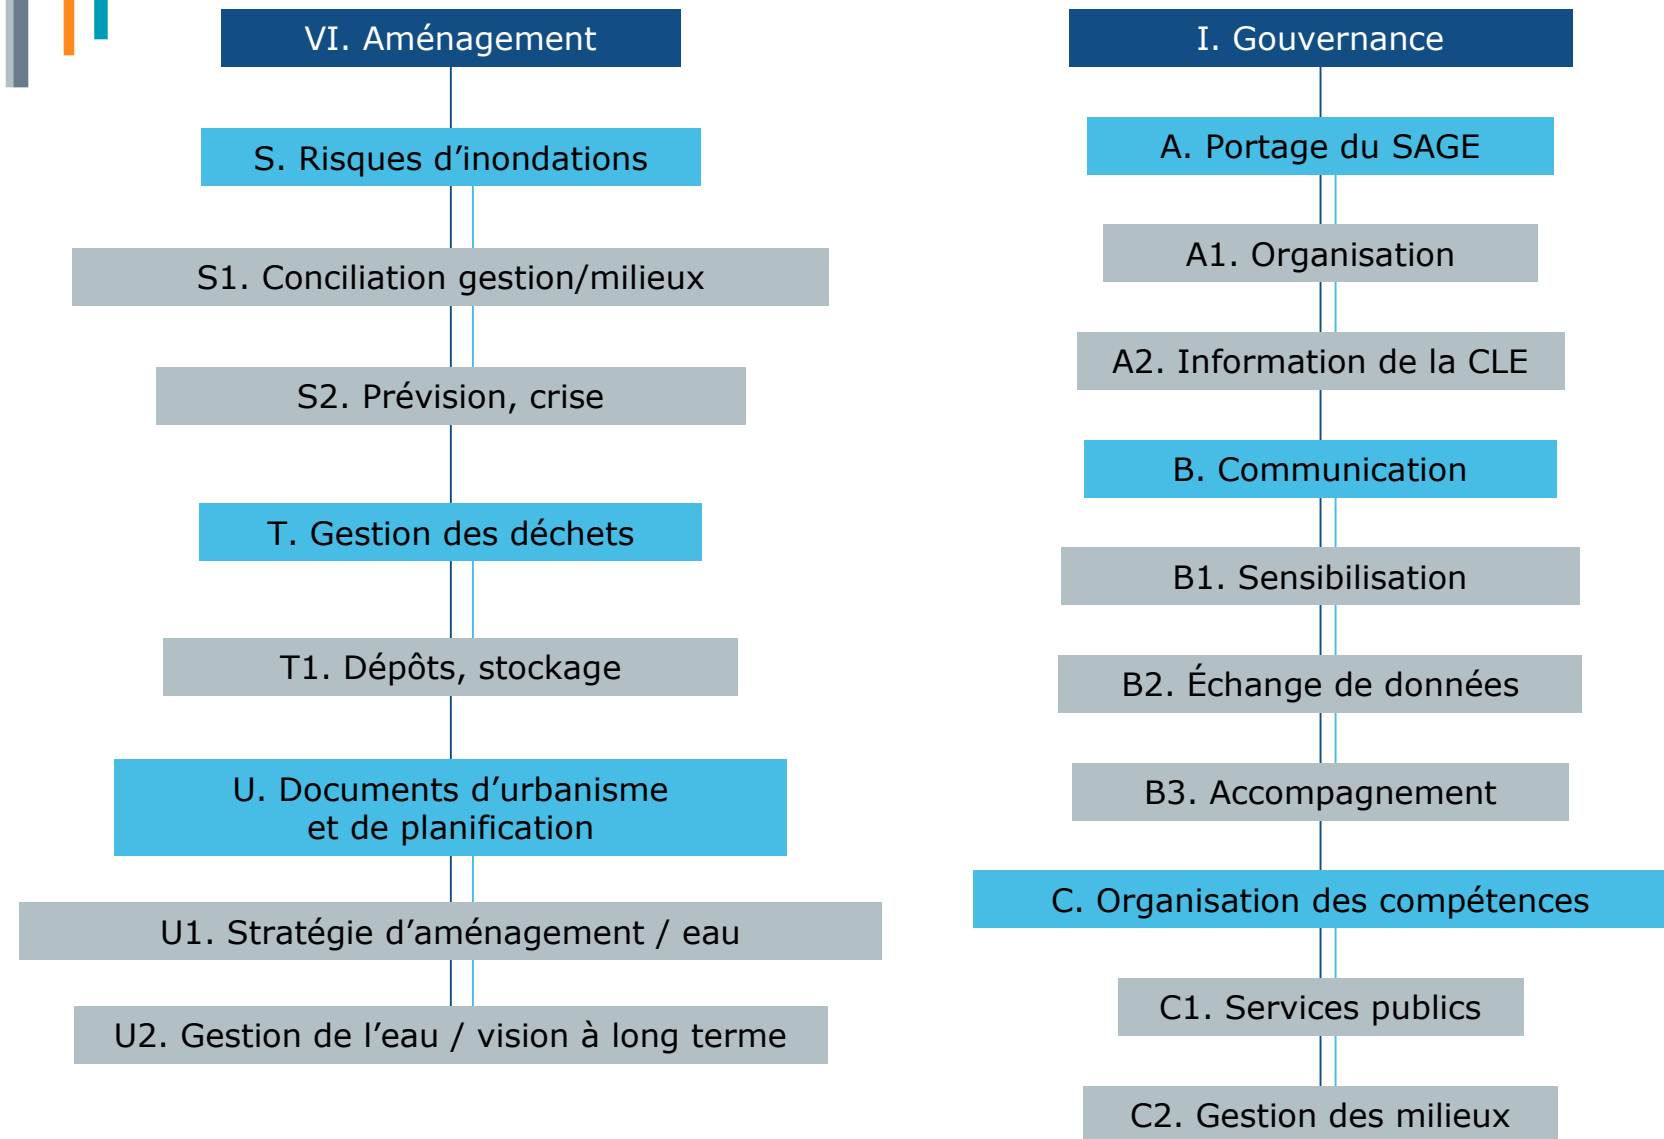 VI. Aménagement
S. Risques d’inondations
S1. Conciliation gestion/milieux
S2. Prévision, crise
T. Gestion des déchets
T1. Dépôts, stockage
U. Documents d’urbanisme
et de planification
U1. Stratégie d’aménagement / eau
U2. Gestion de l’eau / vision à long terme
I. Gouvernance
A. Portage du SAGE
A1. Organisation
A2. Information de la CLE
B. Communication
B1. Sensibilisation
B2. Échange de données
B3. Accompagnement
C. Organisation des compétences
C1. Services publics
C2. Gestion des milieux